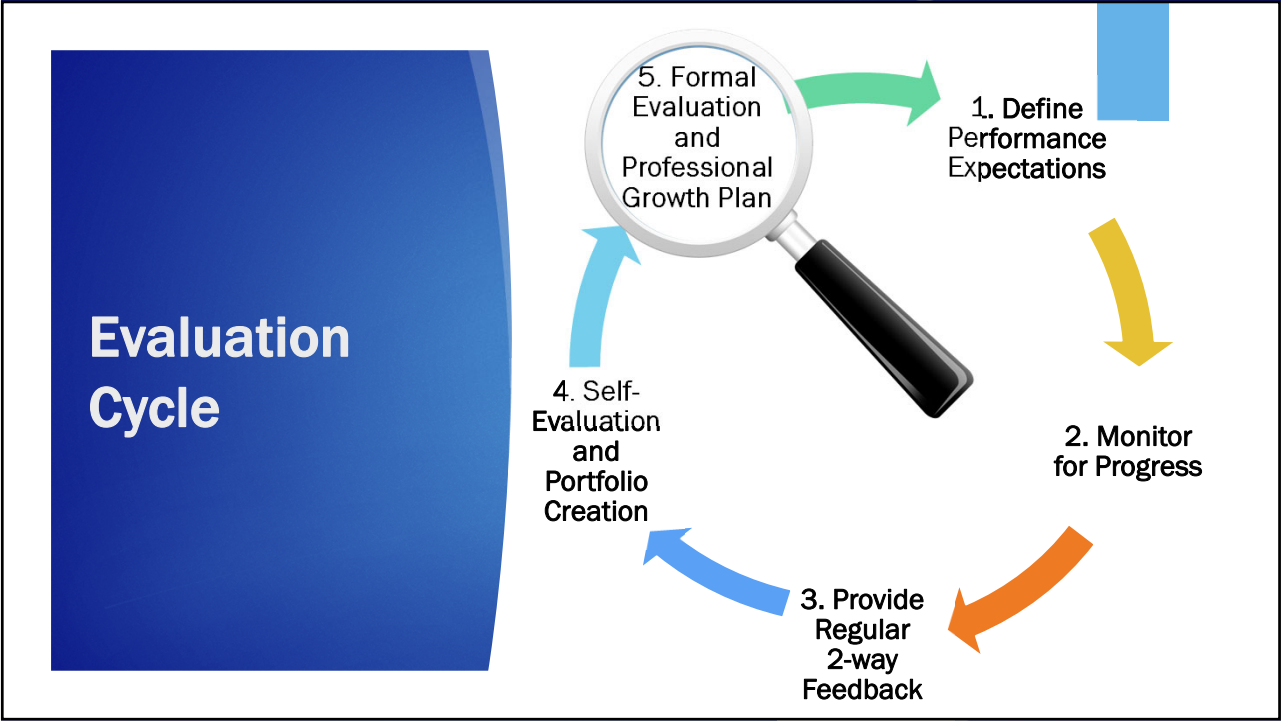 Evaluation
Cycle
5. Formal
Evaluation
and
Professional
Growth Plan
1. Define
Performance
Expectations
2. Monitor
for Progress
3. Provide
Regular
2-way
Feedback
4. Self-
Evaluation
and
Portfolio
Creation